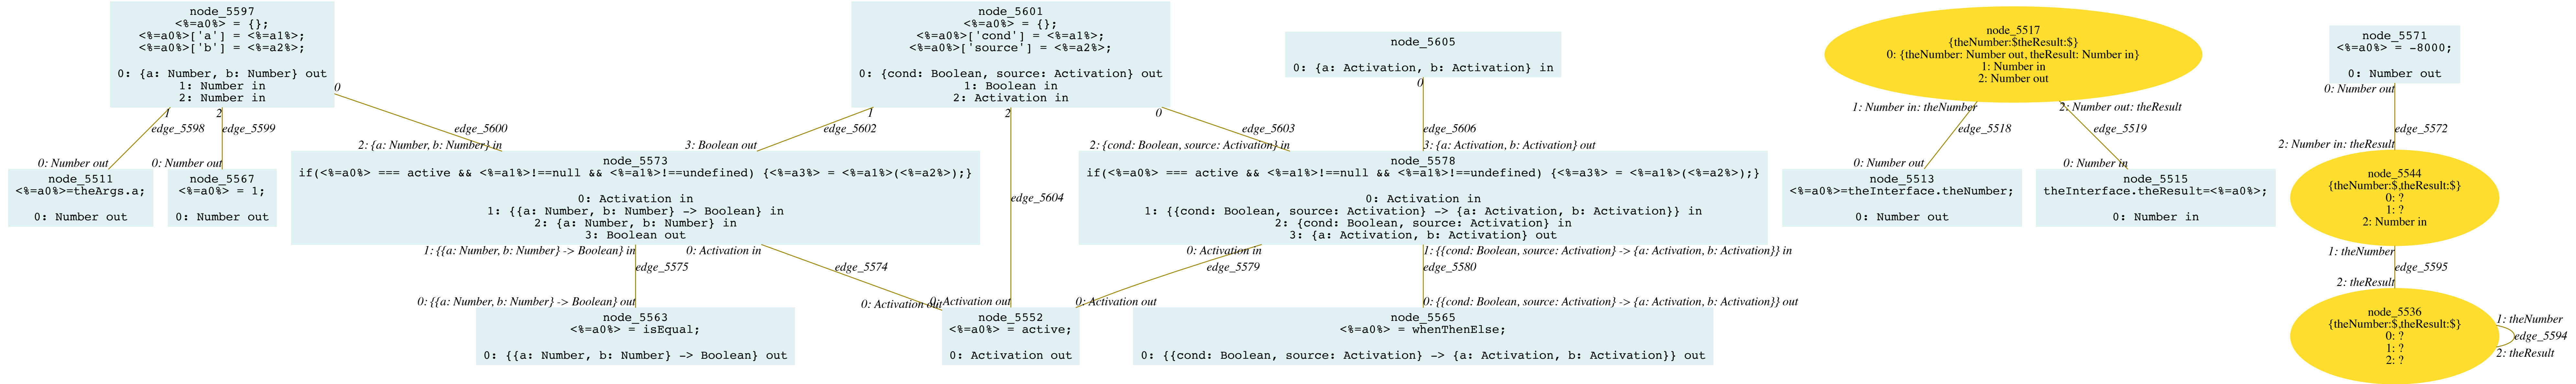 node_5597
<%=a0%> = {};
<%=a0%>['a'] = <%=a1%>;
<%=a0%>['b'] = <%=a2%>;
0: {a: Number, b: Number} out
1: Number in
2: Number in
node_5601
<%=a0%> = {};
<%=a0%>['cond'] = <%=a1%>;
<%=a0%>['source'] = <%=a2%>;
0: {cond: Boolean, source: Activation} out
1: Boolean in
2: Activation in
node_5605
0: {a: Activation, b: Activation} in
node_5517
{theNumber:$theResult:$}
0: {theNumber: Number out, theResult: Number in}
1: Number in
2: Number out
node_5571
<%=a0%> = -8000;
0: Number out
1
2
0
1
2
0
0
1: Number in: theNumber
2: Number out: theResult
0: Number out
edge_5598
edge_5599
edge_5600
edge_5602
edge_5603
edge_5606
edge_5518
edge_5519
edge_5572
0: Number out
0: Number out
2: {a: Number, b: Number} in
3: Boolean out
2: {cond: Boolean, source: Activation} in
3: {a: Activation, b: Activation} out
0: Number out
0: Number in
2: Number in: theResult
node_5511
<%=a0%>=theArgs.a;
0: Number out
node_5567
<%=a0%> = 1;
0: Number out
node_5573
if(<%=a0%> === active && <%=a1%>!==null && <%=a1%>!==undefined) {<%=a3%> = <%=a1%>(<%=a2%>);}
0: Activation in
1: {{a: Number, b: Number} -> Boolean} in
2: {a: Number, b: Number} in
3: Boolean out
edge_5604
node_5578
if(<%=a0%> === active && <%=a1%>!==null && <%=a1%>!==undefined) {<%=a3%> = <%=a1%>(<%=a2%>);}
0: Activation in
1: {{cond: Boolean, source: Activation} -> {a: Activation, b: Activation}} in
2: {cond: Boolean, source: Activation} in
3: {a: Activation, b: Activation} out
node_5513
<%=a0%>=theInterface.theNumber;
0: Number out
node_5515
theInterface.theResult=<%=a0%>;
0: Number in
node_5544
{theNumber:$,theResult:$}
0: ?
1: ?
2: Number in
1: {{a: Number, b: Number} -> Boolean} in
0: Activation in
0: Activation in
1: {{cond: Boolean, source: Activation} -> {a: Activation, b: Activation}} in
1: theNumber
edge_5575
edge_5574
edge_5579
edge_5580
edge_5595
0: {{a: Number, b: Number} -> Boolean} out
0: Activation out
0: Activation out
0: Activation out
0: {{cond: Boolean, source: Activation} -> {a: Activation, b: Activation}} out
2: theResult
node_5563
<%=a0%> = isEqual;
0: {{a: Number, b: Number} -> Boolean} out
node_5552
<%=a0%> = active;
0: Activation out
node_5565
<%=a0%> = whenThenElse;
0: {{cond: Boolean, source: Activation} -> {a: Activation, b: Activation}} out
node_5536
{theNumber:$,theResult:$}
0: ?
1: ?
2: ?
1: theNumber
edge_5594
2: theResult